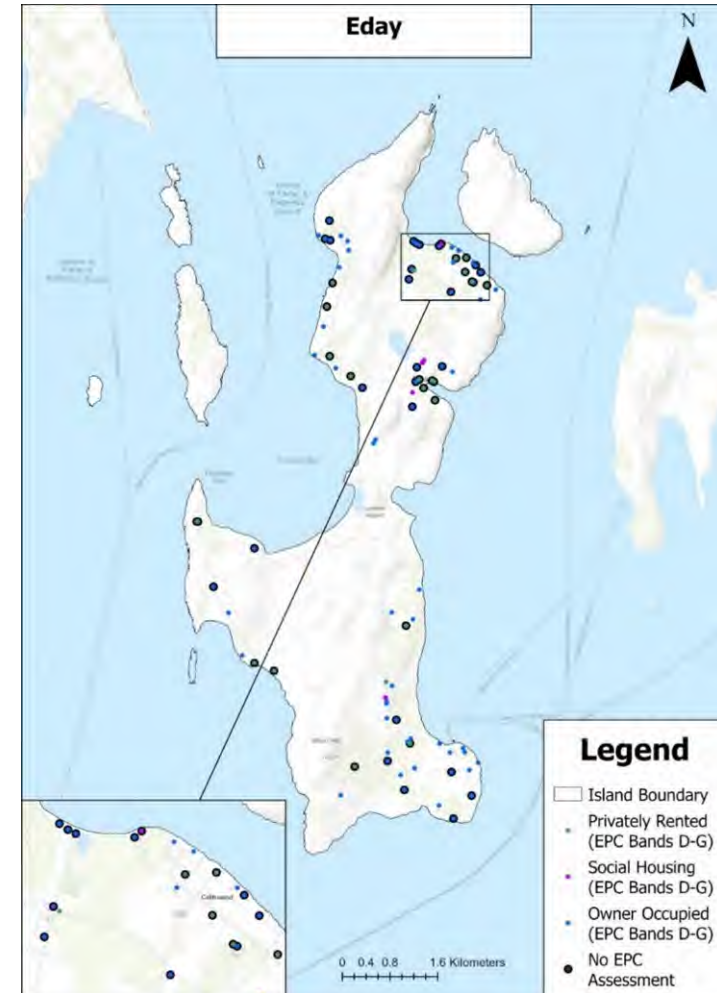 Eday
N
Calfsound
0 0.4 0.8 1.6 Kilometers
Legend
Island Boundary
Privately Rented
(EPC Bands D-G)
Social Housing
(EPC Bands D-G)
Owner Occupied
(EPC Bands D-G)
No EPC
Assessment